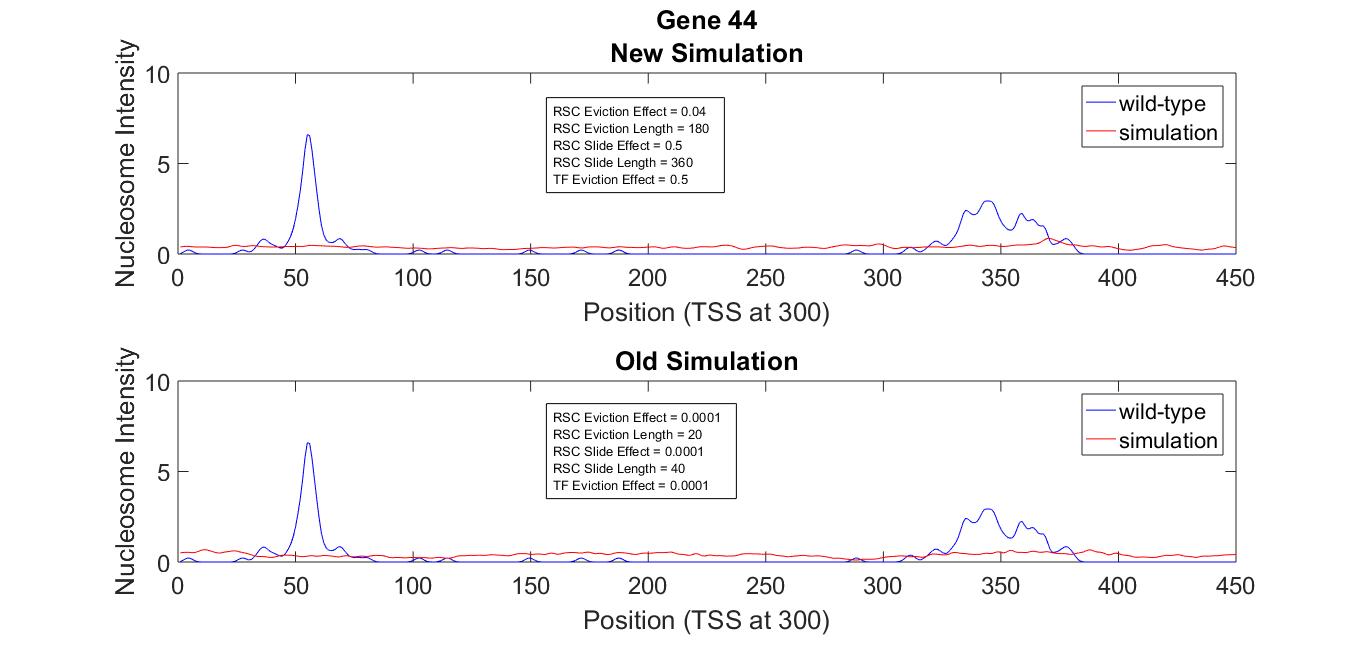 Gene 44
New Simulation
Nucleosome Intensity
10
5
0
RSC Eviction Effect = 0.04
RSC Eviction Length = 180
RSC Slide Effect = 0.5
RSC Slide Length = 360
TF Eviction Effect = 0.5
wild-type
simulation
0 50 100 150 200 250 300 350 400 450
Position (TSS at 300)
Old Simulation
Nucleosome Intensity
10
5
0
RSC Eviction Effect = 0.0001
RSC Eviction Length = 20
RSC Slide Effect = 0.0001
RSC Slide Length = 40
TF Eviction Effect = 0.0001
wild-type
simulation
0 50 100 150 200 250 300 350 400 450
Position (TSS at 300)